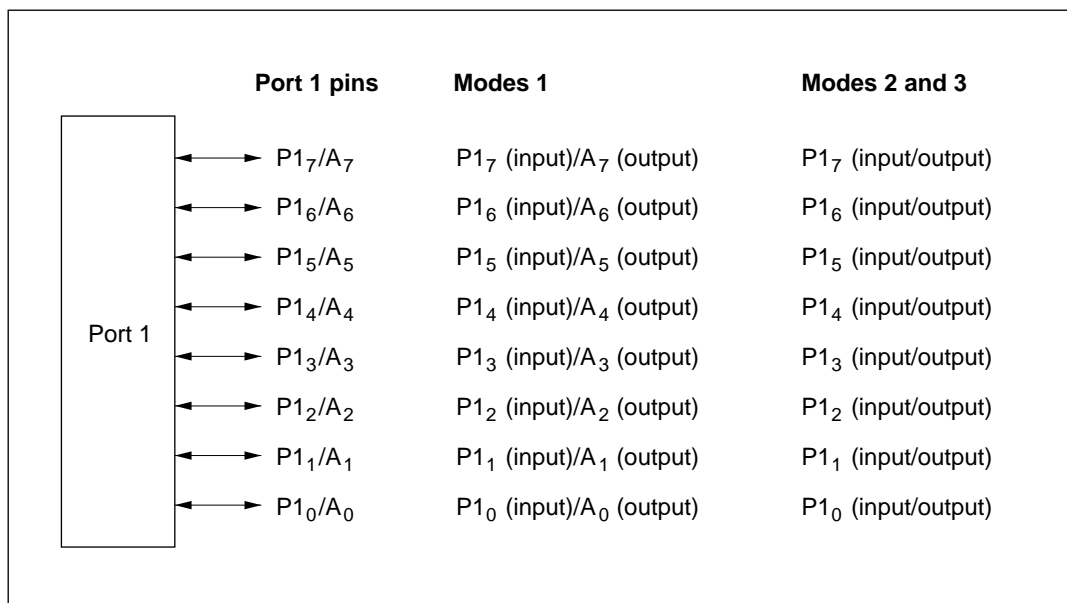 Port 1 pins Modes 1 Modes 2 and 3
P1₇/A₇ P1₇ (input)/A₇ (output) P1₇ (input/output)
P1₆/A₆ P1₆ (input)/A₆ (output) P1₆ (input/output)
P1₅/A₅ P1₅ (input)/A₅ (output) P1₅ (input/output)
P1₄/A₄ P1₄ (input)/A₄ (output) P1₄ (input/output)
Port 1
P1₃/A₃ P1₃ (input)/A₃ (output) P1₃ (input/output)
P1₂/A₂ P1₂ (input)/A₂ (output) P1₂ (input/output)
P1₁/A₁ P1₁ (input)/A₁ (output) P1₁ (input/output)
P1₀/A₀ P1₀ (input)/A₀ (output) P1₀ (input/output)